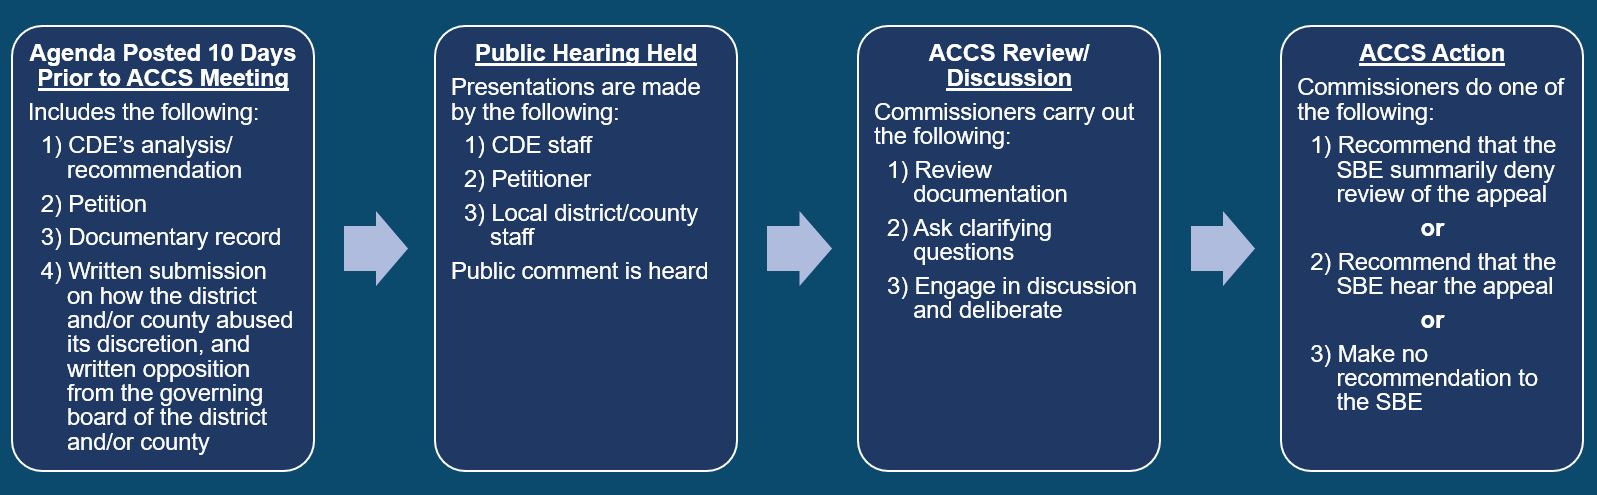 Agenda Posted 10 Days
Prior to ACCS Meeting
Includes the following:
1) CDE's analysis/
recommendation
2) Petition
3) Documentary record
4) Written submission
on how the district
and/or county abused
its discretion, and
written opposition
from the governing
board of the district
and/or county
Public Hearing Held
Presentations are made
by the following:
1) CDE staff
2) Petitioner
3) Local district/county
staff
Public comment is heard
ACCS Review/
Discussion
Commissioners carry out
the following:
1) Review
documentation
2) Ask clarifying
questions
3) Engage in discussion
and deliberate
ACCS Action
Commissioners do one of
the following:
1) Recommend that the
SBE summarily deny
review of the appeal
or
2) Recommend that the
SBE hear the appeal
or
3) Make no
recommendation to
the SBE